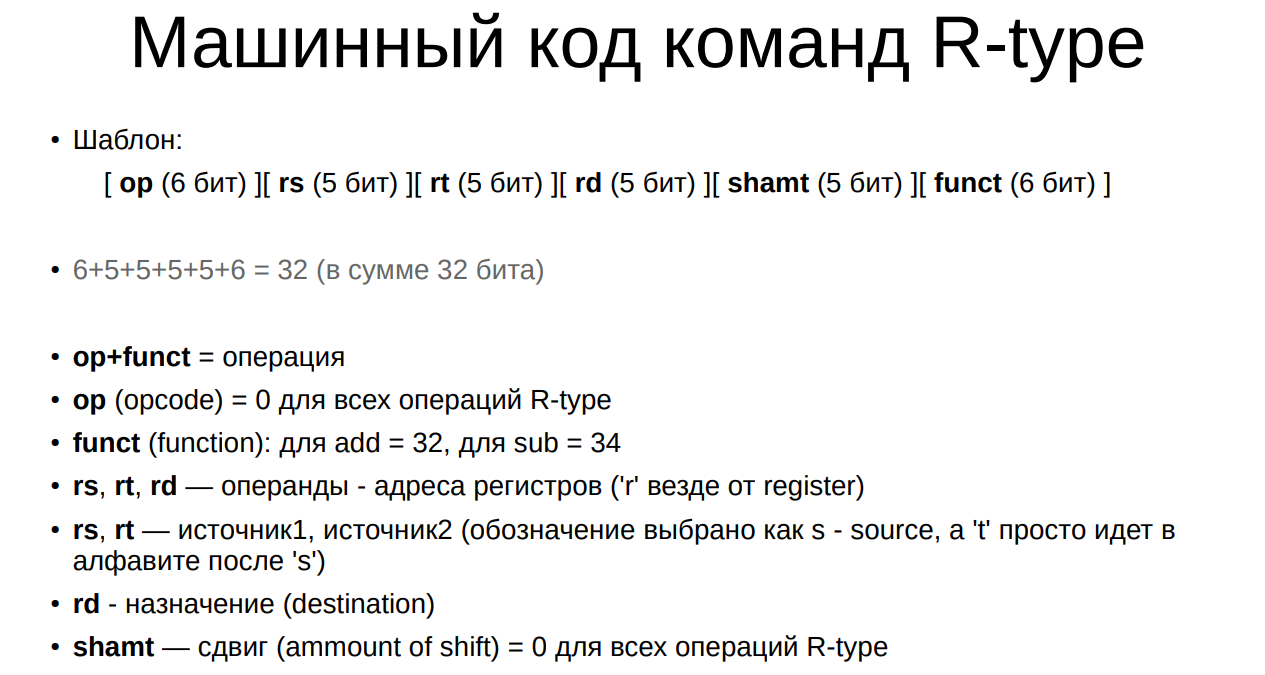 Машинный код команд R-type
• Шаблон:
[ op (6 бит) ][ rs (5 бит) ][ rt (5 бит) ][ rd (5 бит) ][ shamt (5 бит) ][ funct (6 бит) ]
• 6+5+5+5+5+6 = 32 (в сумме 32 бита)
• op+funct = операция
• op (opcode) = 0 для всех операций R-type
• funct (function): для add = 32, для sub = 34
• rs, rt, rd — операнды - адреса регистров ('r' везде от register)
• rs, rt — источник1, источник2 (обозначение выбрано как s - source, а 't' просто идет в
алфавите после 's')
• rd - назначение (destination)
• shamt — сдвиг (ammount of shift) = 0 для всех операций R-type